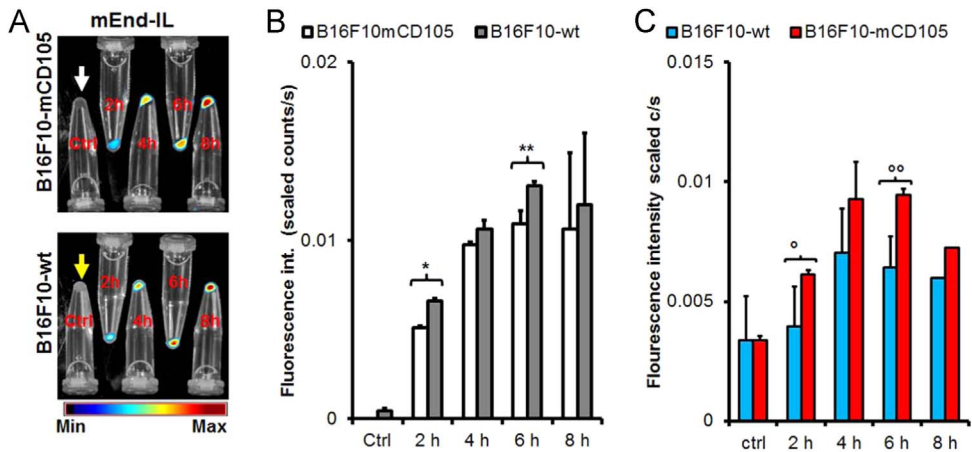 A
mEnd-IL
B16F10-mCD105
Ctrl
2h
4h
6h
8h
B16F10-wt
Ctrl
2h
4h
6h
8h
Min Max
B
B16F10mCD105 B16F10-wt
Fluorescence int. (scaled counts/s)
0.02
0.01
0
*
**
Ctrl 2 h 4 h 6 h 8 h
C
B16F10-wt B16F10-mCD105
Flourescence intensity scaled c/s
0.015
0.01
0.005
0
°
°°
ctrl 2 h 4 h 6 h 8 h